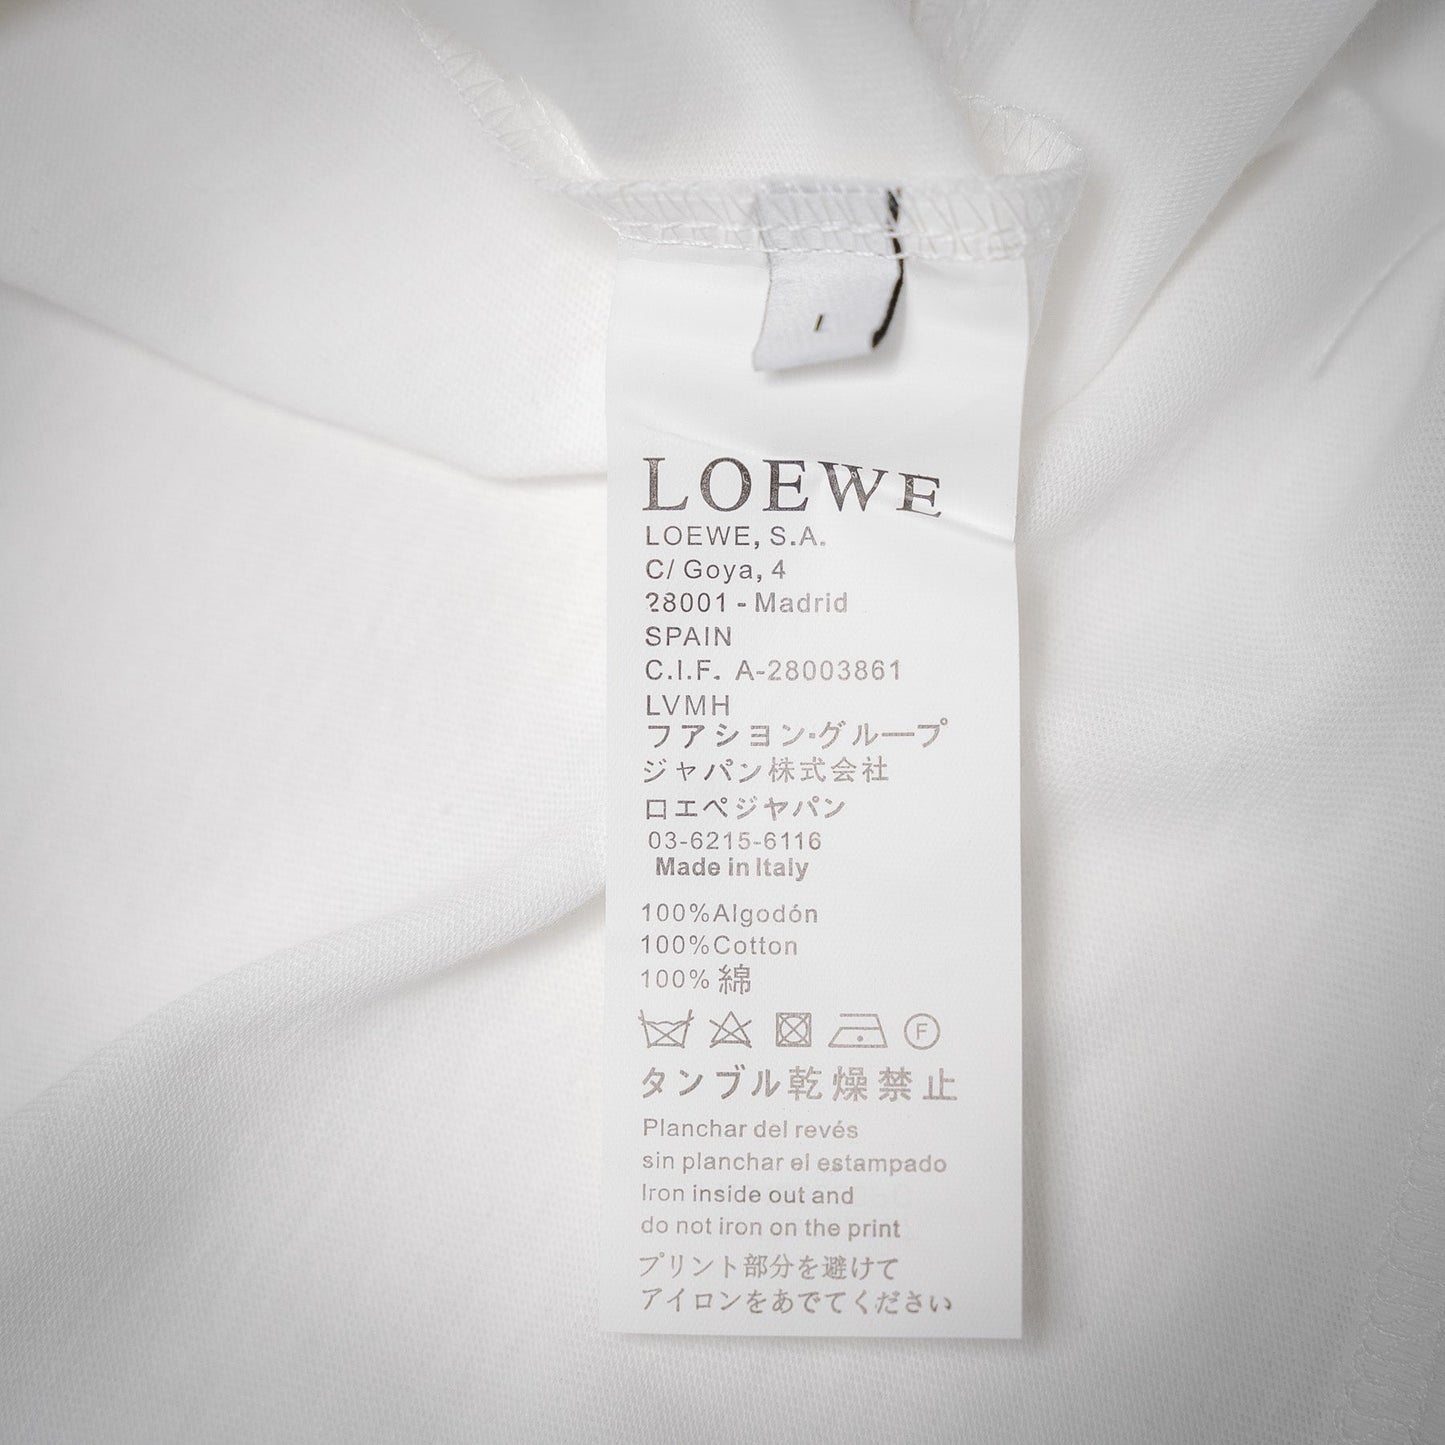 LOEWE
LOEWE, S.A.
C/ Goya, 4
28001 - Madrid
SPAIN
C.I.F. A-28003861
LVMH
フアシヨン・グループ
ジャパン株式会社
ロエペジヤパン
03-6215-6116
Made in Italy
100%Algodón
100%Cotton
100% 綿
F
タンブル乾燥禁止
Planchar del revés
sin planchar el estampado
Iron inside out and
do not iron on the print
プリント部分を避けて
アイロンをあでてください